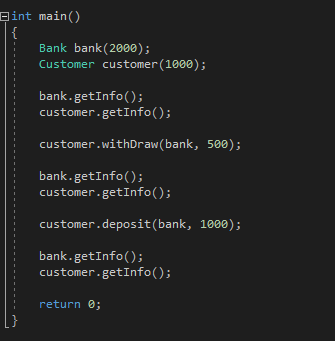 int main()
{
    Bank bank(2000);
    Customer customer(1000);

    bank.getInfo();
    customer.getInfo();

    customer.withDraw(bank, 500);

    bank.getInfo();
    customer.getInfo();

    customer.deposit(bank, 1000);

    bank.getInfo();
    customer.getInfo();

    return 0;
}